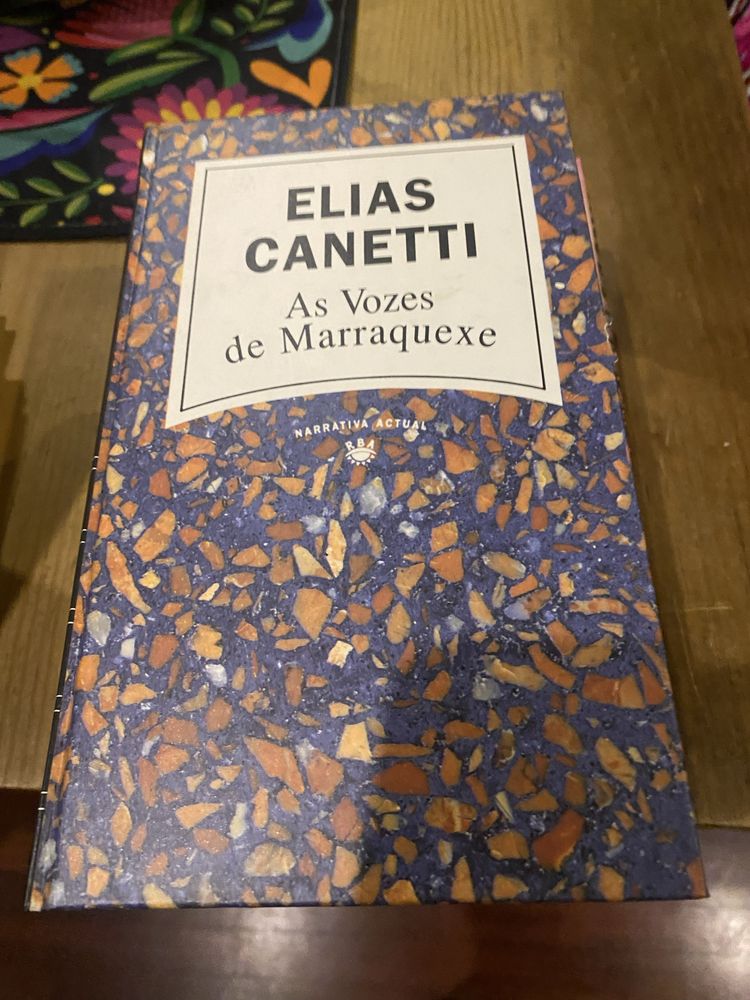 ELIAS
CANETTI
As Vozes
de Marraquexe
NARRATIVA ACTUAL
RBA